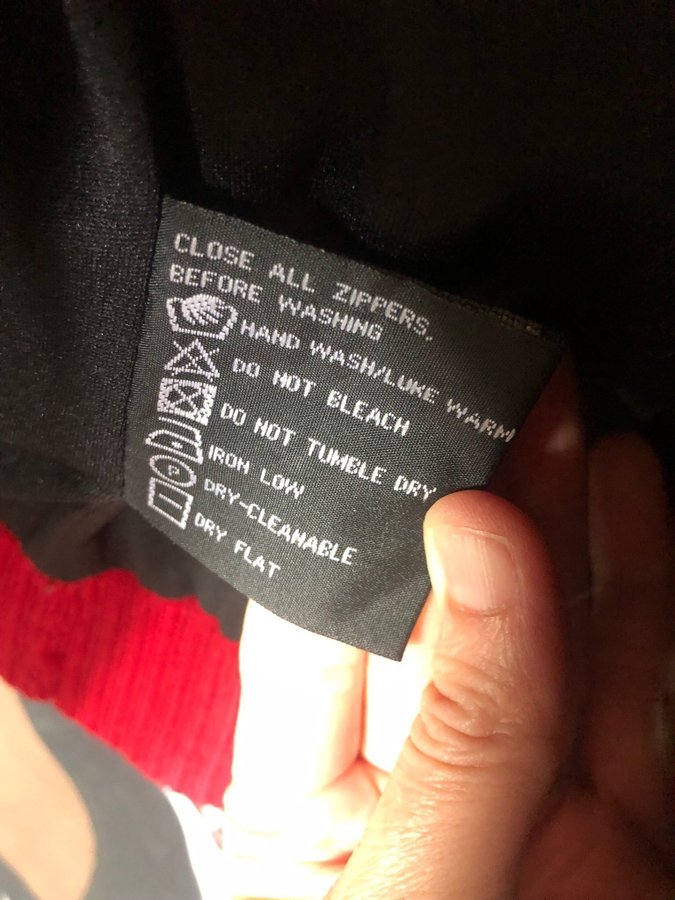 CLOSE ALL ZIPPERS,
BEFORE WASHING
HAND WASH/LUKE WARM
DO NOT BLEACH
DO NOT TUMBLE DRY
IRON LOW
P DRY-CLEANABLE
DRY FLAT